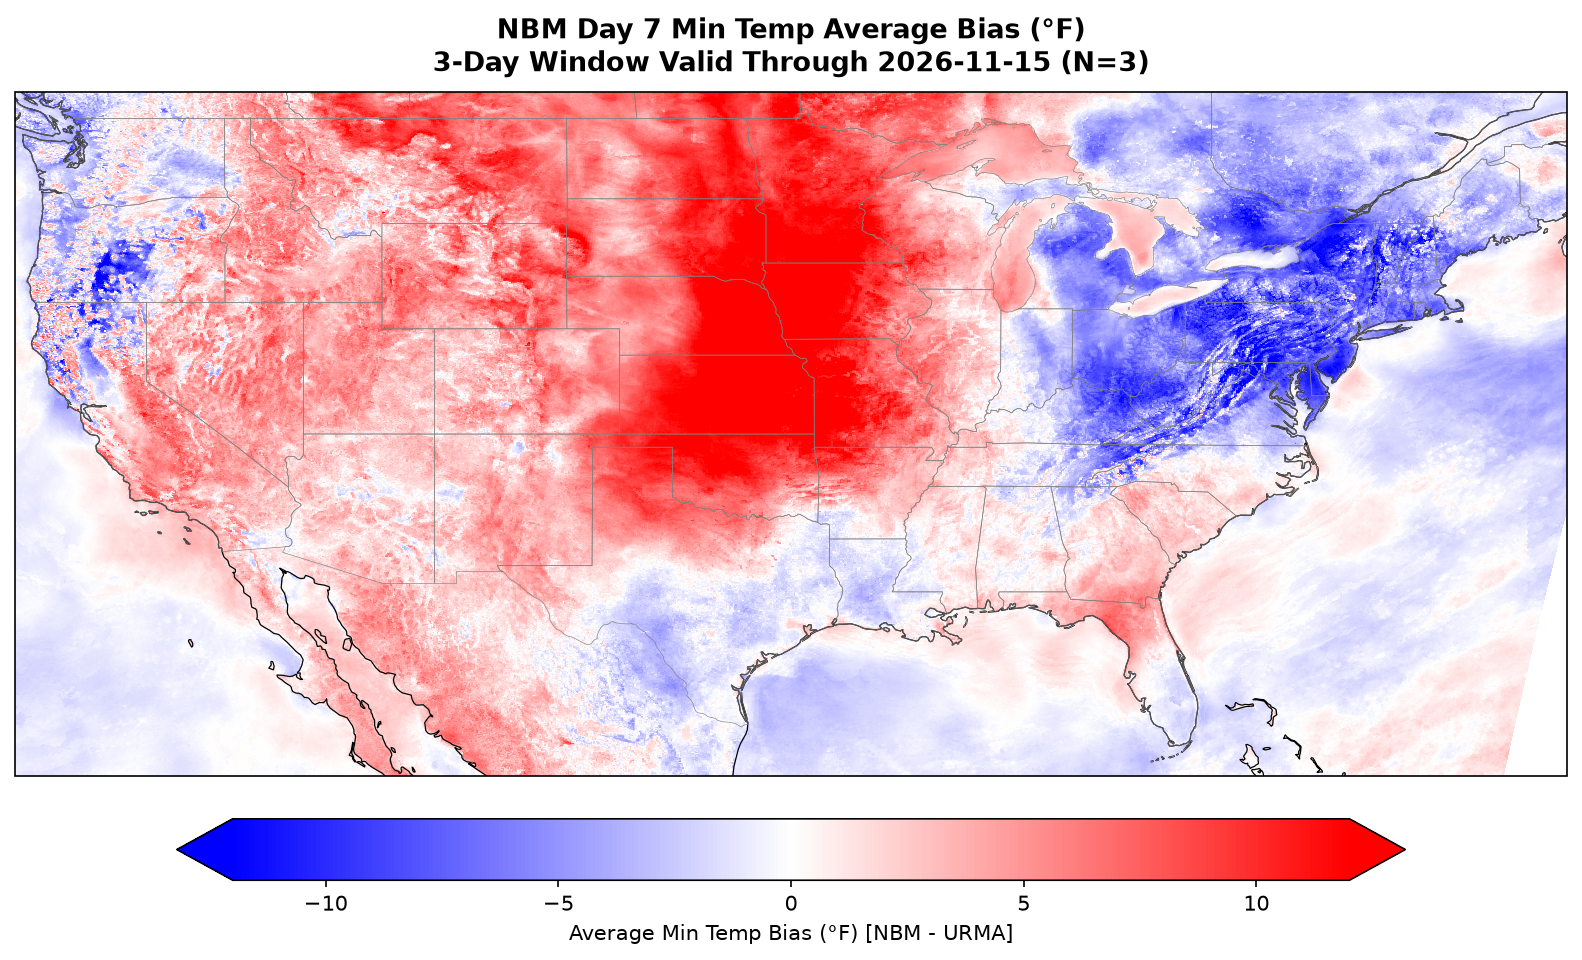 NBM Day 7 Min Temp Average Bias (°F)
3-Day Window Valid Through 2026-11-15 (N=3)
−10 −5 0 5 10
Average Min Temp Bias (°F) [NBM - URMA]